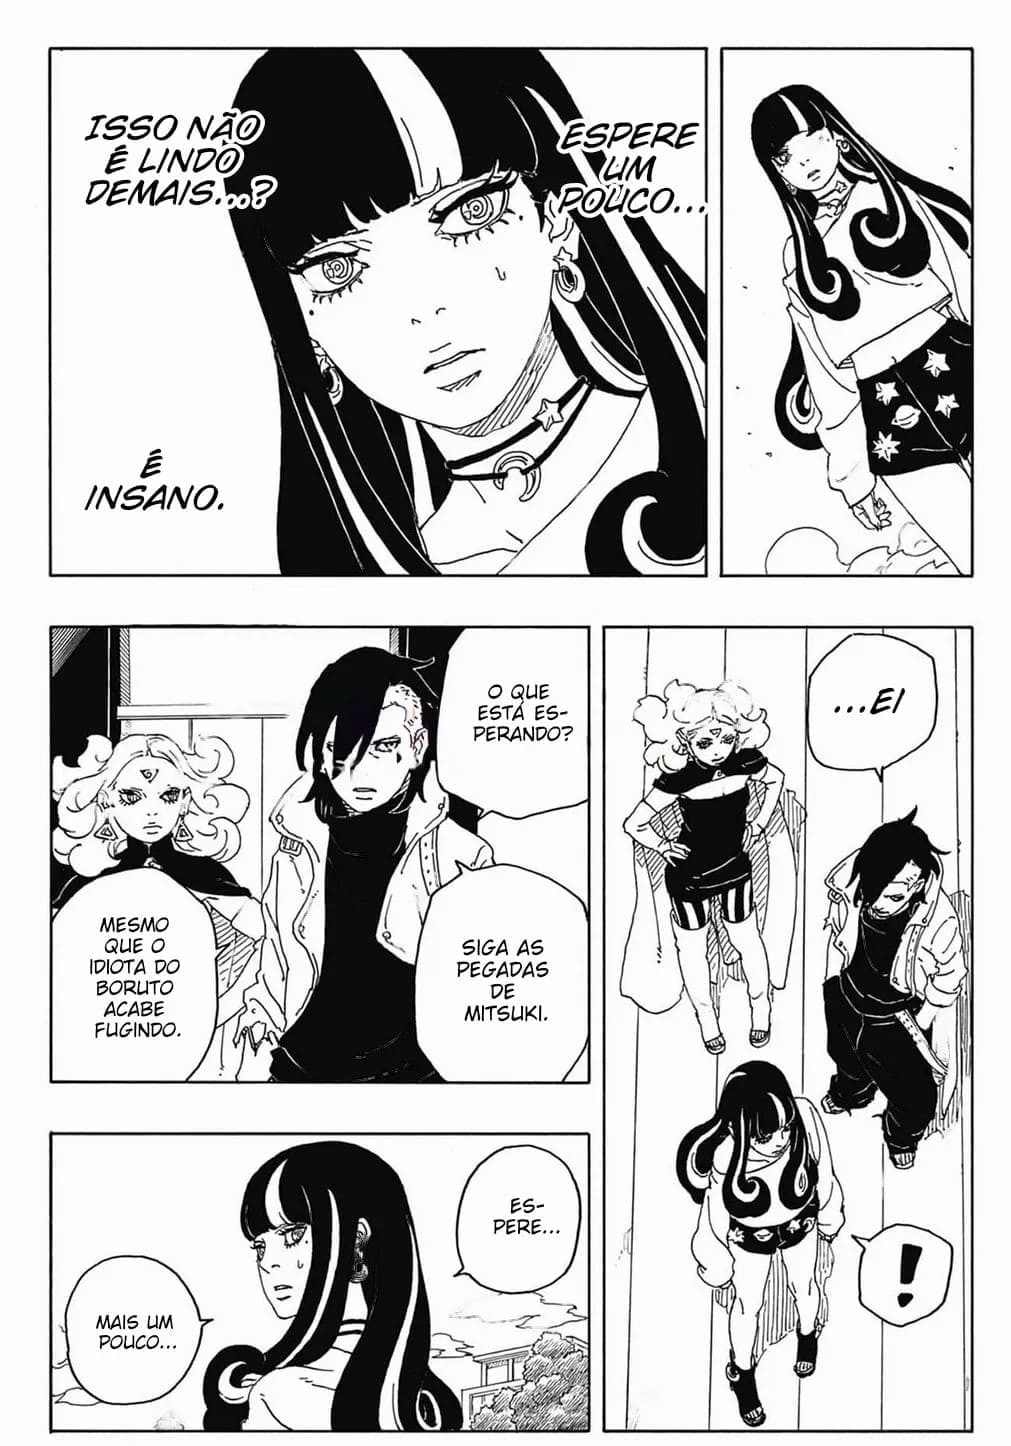 ESPERE
UM
POUCO...
ISSO NÃO
É LINDO
DEMAIS...?
É
INSANO.
...EI
!
O QUE
ESTÁ ES-
PERANDO?
SIGA AS
PEGADAS
DE
MITSUKI.
MESMO
QUE O
IDIOTA DO
BORUTO
ACABE
FUGINDO.
ES-
PERE...
MAIS UM
POUCO...